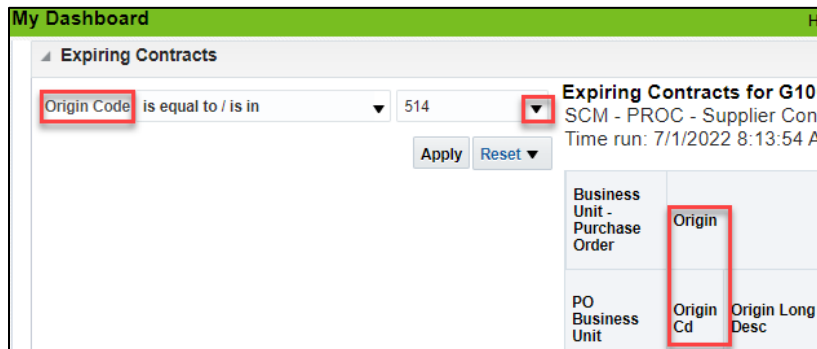 My Dashboard H
Expiring Contracts
Origin Code is equal to / is in 514
Apply Reset
Expiring Contracts for G10
SCM - PROC - Supplier Con
Time run: 7/1/2022 8:13:54 A
Business
Unit -
Purchase
Order
Origin
PO
Business
Unit
Origin
Cd
Origin Long
Desc